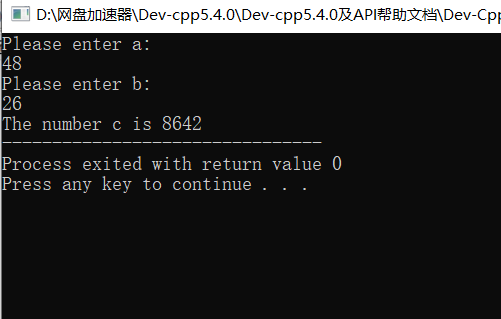 D:\网盘加速器\Dev-cpp5.4.0\Dev-cpp5.4.0及API帮助文档\Dev-Cpp
Please enter a:
48
Please enter b:
26
The number c is 8642
--------------------------------
Process exited with return value 0
Press any key to continue . . .